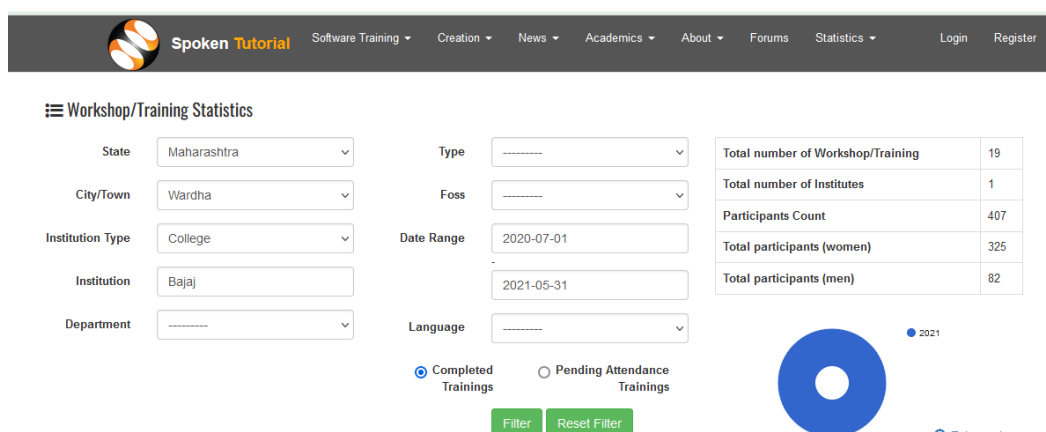 Spoken Tutorial Software Training Creation News Academics About Forums Statistics Login Register
Workshop/Training Statistics
State Maharashtra
City/Town Wardha
Institution Type College
Institution Bajaj
Department ---------
Type ---------
Foss ---------
Date Range 2020-07-01
-
2021-05-31
Language ---------
Completed Trainings
Pending Attendance Trainings
Filter Reset Filter
Total number of Workshop/Training 19
Total number of Institutes 1
Participants Count 407
Total participants (women) 325
Total participants (men) 82
2021